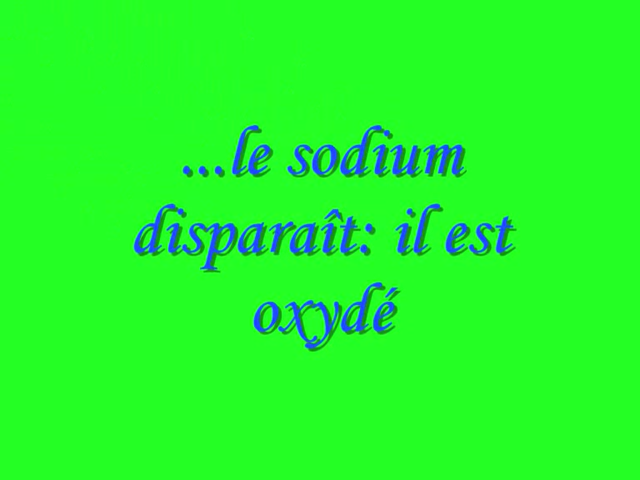 ...le sodium
disparaît: il est
oxydé